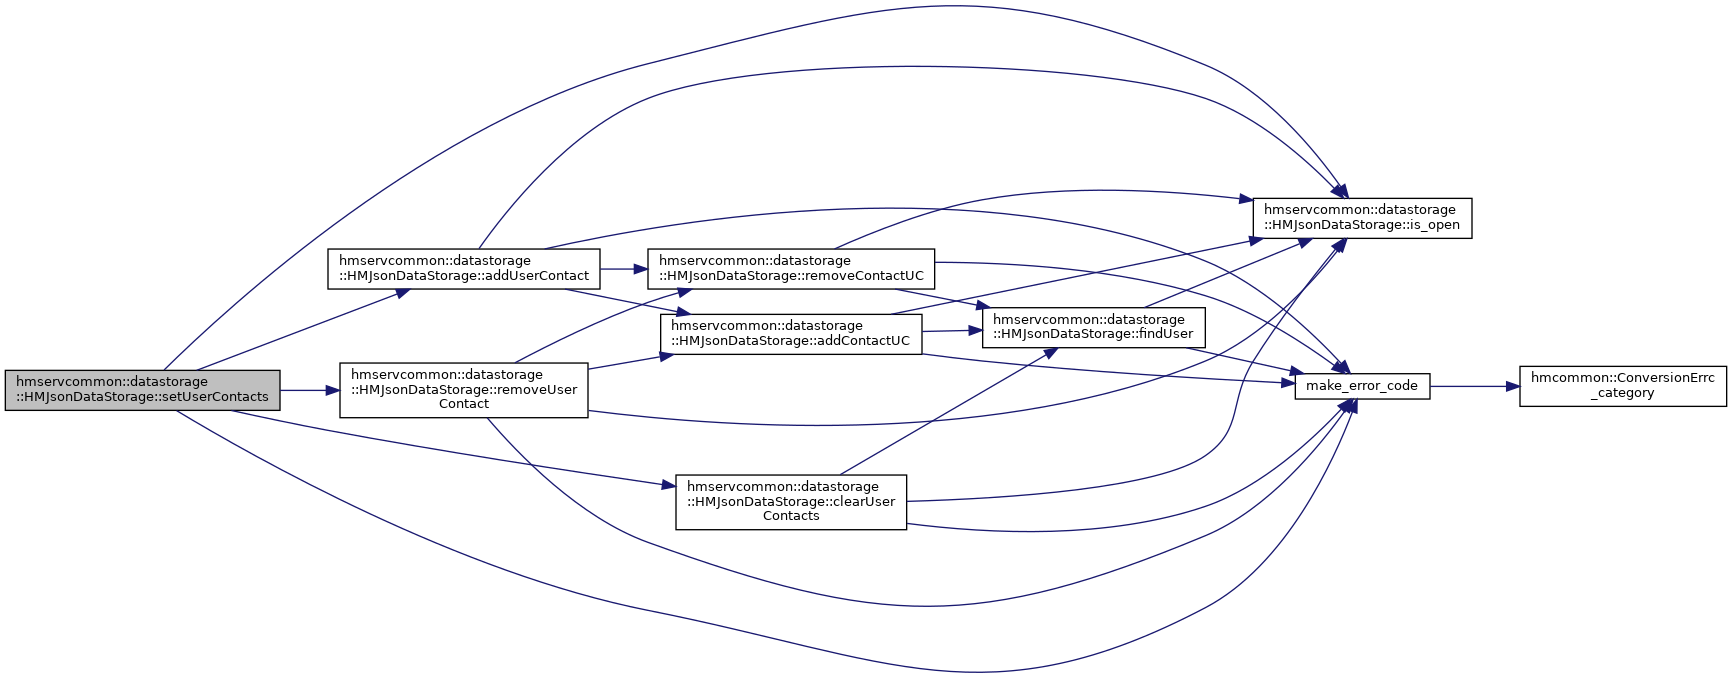 hmservcommon::datastorage
::HMJsonDataStorage::setUserContacts
hmservcommon::datastorage
::HMJsonDataStorage::addUserContact
hmservcommon::datastorage
::HMJsonDataStorage::removeUser
Contact
hmservcommon::datastorage
::HMJsonDataStorage::removeContactUC
hmservcommon::datastorage
::HMJsonDataStorage::addContactUC
hmservcommon::datastorage
::HMJsonDataStorage::clearUser
Contacts
hmservcommon::datastorage
::HMJsonDataStorage::findUser
hmservcommon::datastorage
::HMJsonDataStorage::is_open
make_error_code
hmcommon::ConversionErrc
_category